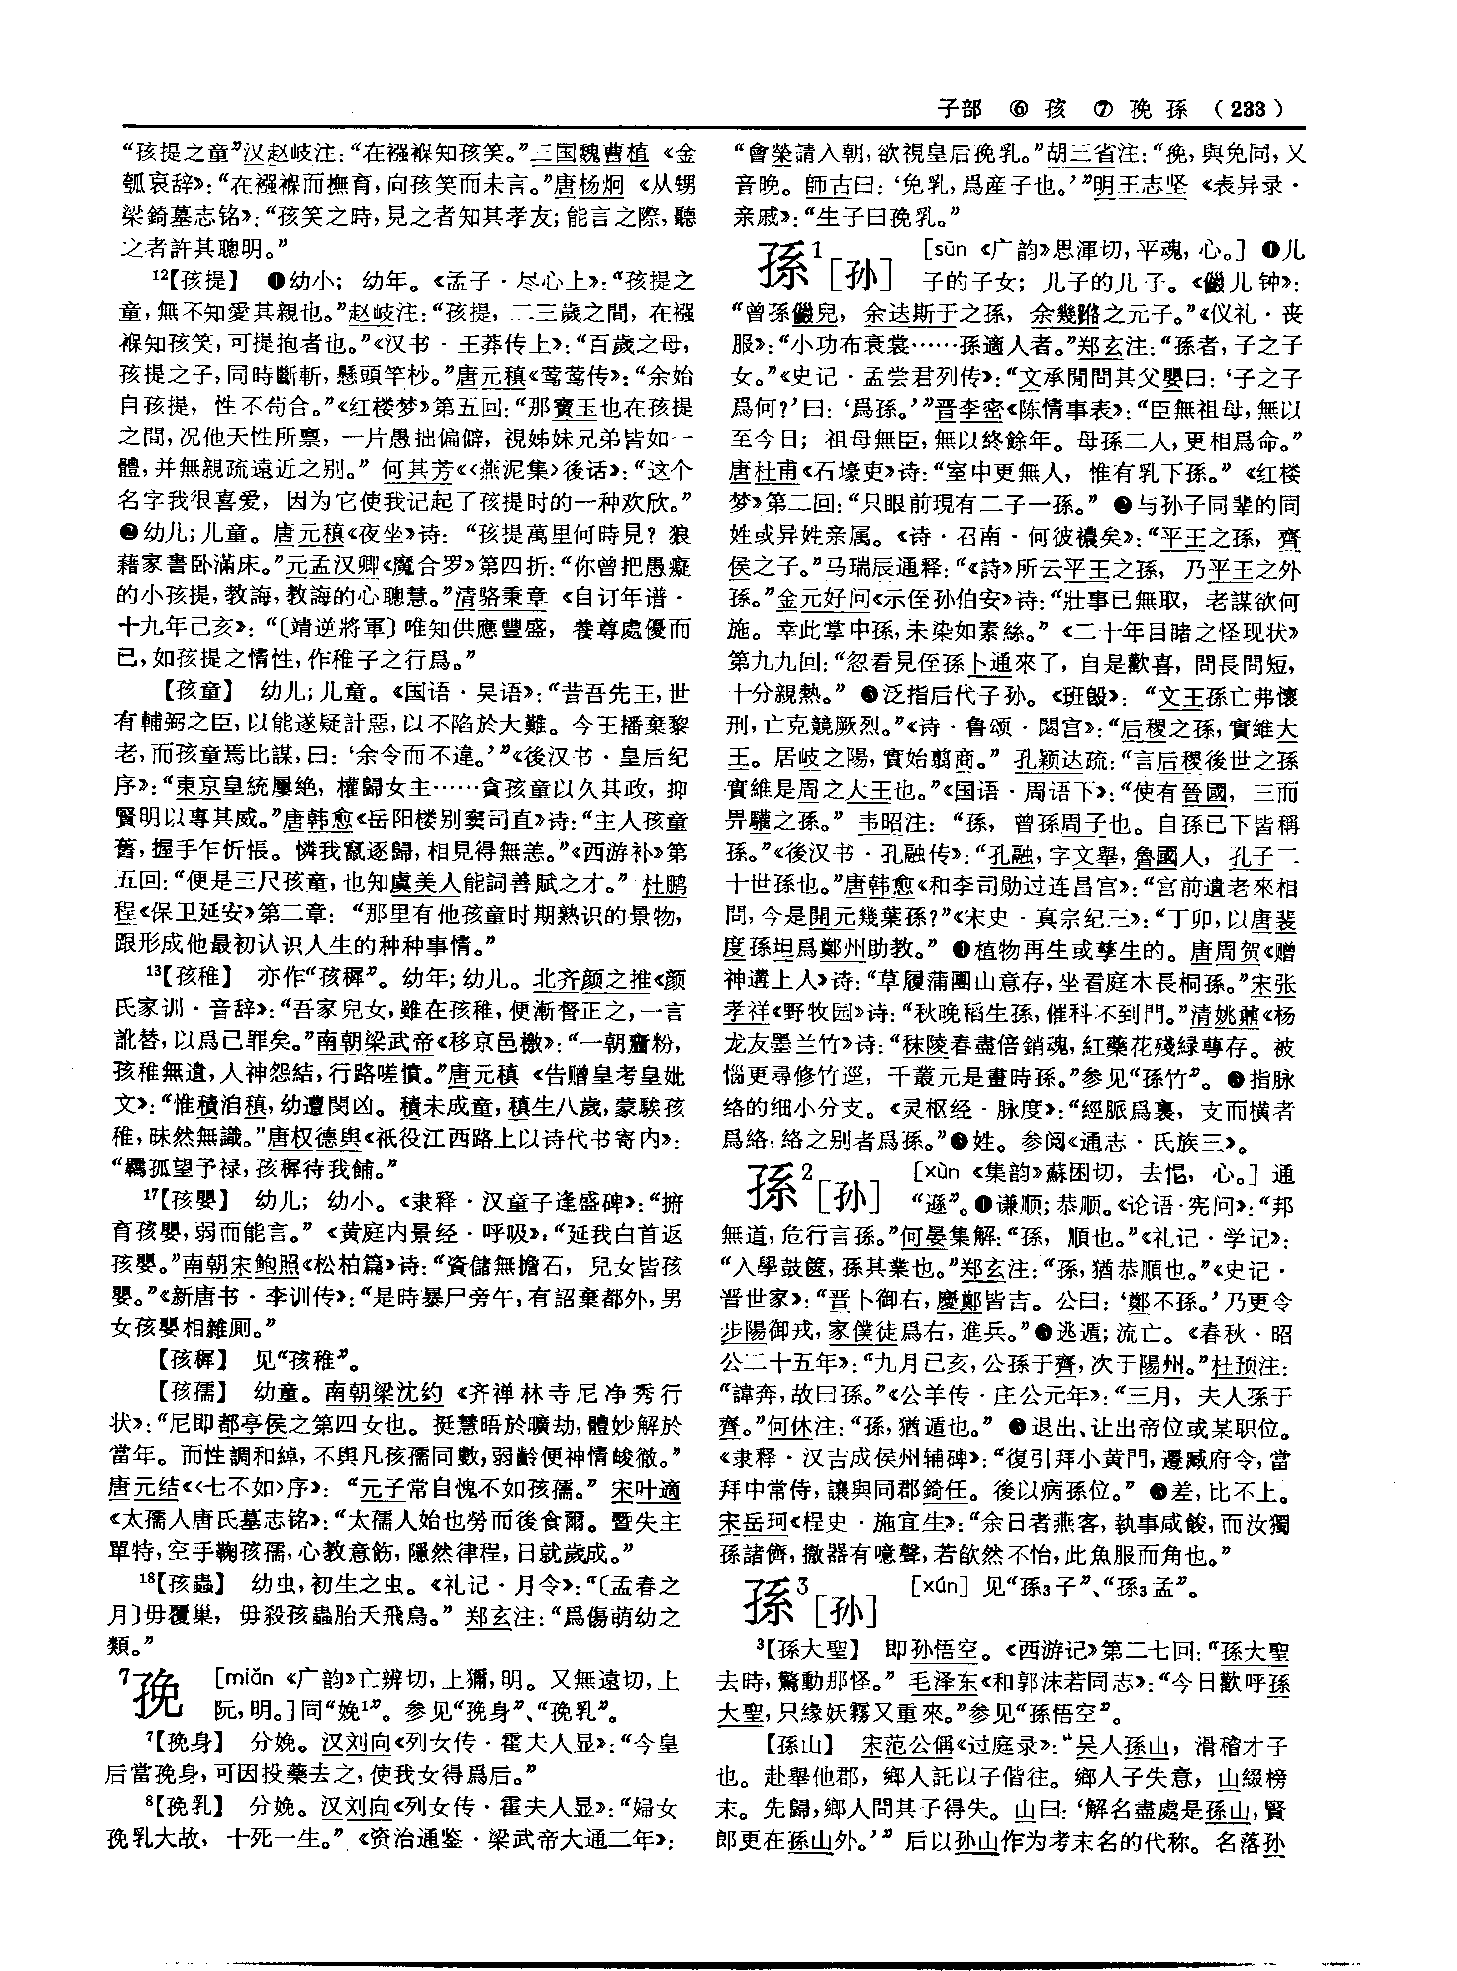 子部 ⑥ 孩 ⑦ 㝃 孫 (233)
“孩提之童”汉赵岐注：“在襁褓知孩笑。”三国魏曹植《金
瓠哀辞》：“在襁褓而撫育，向孩笑而未言。”唐杨炯《从甥
梁錡墓志铭》：“孩笑之時，見之者知其孝友；能言之際，聽
之者許其聰明。”
12【孩提】 ❶幼小；幼年。《孟子·尽心上》：“孩提之
童，無不知愛其親也。”赵岐注：“孩提，二三歲之間，在襁
褓知孩笑，可提抱者也。”《汉书·王莽传上》：“百歲之母，
孩提之子，同時斷斬，懸頭竿杪。”唐元稹《莺莺传》：“余始
自孩提，性不苟合。”《红楼梦》第五回：“那寶玉也在孩提
之間，况他天性所禀，一片愚拙偏僻，視姊妹兄弟皆如一
體，并無親疏遠近之别。”何其芳《〈燕泥集〉後话》：“这个
名字我很喜爱，因为它使我记起了孩提时的一种欢欣。”
❷幼儿；儿童。唐元稹《夜坐》诗：“孩提萬里何時見？狼
藉家書卧滿床。”元孟汉卿《魔合罗》第四折：“你曾把愚癡
的小孩提，教誨，教誨的心聰慧。”清骆秉章《自订年谱·
十九年己亥》：“〔靖逆將軍〕唯知供應豐盛，養尊處優而
已，如孩提之情性，作稚子之行爲。”
【孩童】 幼儿；儿童。《国语·吴语》：“昔吾先王，世
有輔弼之臣，以能遂疑計惡，以不陷於大難。今王播棄黎
老，而孩童焉比謀，曰：‘余令而不違。’”《後汉书·皇后纪
序》：“東京皇統屢絶，權歸女主……貪孩童以久其政，抑
賢明以專其威。”唐韩愈《岳阳楼别窦司直》诗：“主人孩童
舊，握手乍忻悵。憐我竄逐歸，相見得無恙。”《西游补》第
五回：“便是三尺孩童，也知虞美人能詞善賦之才。”杜鹏
程《保卫延安》第二章：“那里有他孩童时期熟识的景物，
跟形成他最初认识人生的种种事情。”
13【孩稚】 亦作“孩穉”。幼年；幼儿。北齐颜之推《颜
氏家训·音辞》：“吾家兒女，雖在孩稚，便漸督正之，一言
訛替，以爲己罪矣。”南朝梁武帝《移京邑檄》：“一朝齏粉，
孩稚無遺，人神怨結，行路嗟憤。”唐元稹《告赠皇考皇妣
文》：“惟積洎稹，幼遭閔凶。積未成童，稹生八歲，蒙騃孩
稚，昧然無識。”唐权德舆《祗役江西路上以诗代书寄内》：
“羈孤望予禄，孩穉待我餔。”
17【孩嬰】 幼儿；幼小。《隶释·汉童子逢盛碑》：“掤
育孩嬰，弱而能言。”《黄庭内景经·呼吸》：“延我白首返
孩嬰。”南朝宋鲍照《松柏篇》诗：“資儲無擔石，兒女皆孩
嬰。”《新唐书·李训传》：“是時暴尸旁午，有詔棄都外，男
女孩嬰相雜厠。”
【孩穉】 见“孩稚”。
【孩孺】 幼童。南朝梁沈约《齐禅林寺尼净秀行
状》：“尼即都亭侯之第四女也。挺慧晤於曠劫，體妙解於
當年。而性調和綽，不與凡孩孺同數，弱齡便神情峻徹。”
唐元结《〈七不如〉序》：“元子常自愧不如孩孺。”宋叶適
《太孺人唐氏墓志铭》：“太孺人始也勞而後食爾。暨失主
單特，空手鞠孩孺，心教意飭，隱然律程，日就歲成。”
18【孩蟲】 幼虫，初生之虫。《礼记·月令》：“〔孟春之
月〕毋覆巢，毋殺孩蟲胎夭飛鳥。”郑玄注：“爲傷萌幼之
類。”
7㝃 [miǎn《广韵》亡辨切，上獮，明。又無遠切，上
阮，明。]同“娩1”。参见“㝃身”、“㝃乳”。
7【㝃身】 分娩。汉刘向《列女传·霍夫人显》：“今皇
后當㝃身，可因投藥去之，使我女得爲后。”
8【㝃乳】 分娩。汉刘向《列女传·霍夫人显》：“婦女
㝃乳大故，十死一生。”《资治通鉴·梁武帝大通二年》：
“會榮請入朝，欲視皇后㝃乳。”胡三省注：“㝃，與免同，又
音晚。師古曰：‘免乳，爲産子也。’”明王志坚《表异录·
亲戚》：“生子曰㝃乳。”
孫1[孙] [sūn《广韵》思渾切，平魂，心。] ❶儿
子的子女；儿子的儿子。《儠儿钟》：
“曾孫儠兒，余达斯于之孫，余幾路之元子。”《仪礼·丧
服》：“小功布衰裳……孫適人者。”郑玄注：“孫者，子之子
女。”《史记·孟尝君列传》：“文承閒問其父嬰曰：‘子之子
爲何？’曰：‘爲孫。’”晋李密《陈情事表》：“臣無祖母，無以
至今日；祖母無臣，無以終餘年。母孫二人，更相爲命。”
唐杜甫《石壕吏》诗：“室中更無人，惟有乳下孫。”《红楼
梦》第二回：“只眼前現有二子一孫。”❷与孙子同辈的同
姓或异姓亲属。《诗·召南·何彼穠矣》：“平王之孫，齊
侯之子。”马瑞辰通释：“《詩》所云平王之孫，乃平王之外
孫。”金元好问《示侄孙伯安》诗：“壯事已無取，老謀欲何
施。幸此掌中孫，未染如素絲。”《二十年目睹之怪现状》
第九九回：“忽看見侄孫卜通來了，自是歡喜，問長問短，
十分親熱。”❸泛指后代子孙。《班𣪘》：“文王孫亡弗懷
刑，亡克競厥烈。”《诗·鲁颂·閟宫》：“后稷之孫，實維大
王。居岐之陽，實始翦商。”孔颖达疏：“言后稷後世之孫
實維是周之大王也。”《国语·周语下》：“使有晉國，三而
畀驩之孫。”韦昭注：“孫，曾孫周子也。自孫已下皆稱
孫。”《後汉书·孔融传》：“孔融，字文舉，魯國人，孔子二
十世孫也。”唐韩愈《和李司勋过连昌宫》：“宫前遺老來相
問，今是開元幾葉孫？”《宋史·真宗纪三》：“丁卯，以唐裴
度孫坦爲鄭州助教。”❹植物再生或孳生的。唐周贺《赠
神遘上人》诗：“草履蒲團山意存，坐看庭木長桐孫。”宋张
孝祥《野牧园》诗：“秋晚稻生孫，催科不到門。”清姚鼐《杨
龙友墨兰竹》诗：“秣陵春盡倍銷魂，紅藥花殘緑蓴存。被
惱更尋修竹逕，千叢元是畫時孫。”参见“孫竹”。❺指脉
络的细小分支。《灵枢经·脉度》：“經脈爲裏，支而横者
爲絡，絡之别者爲孫。”❻姓。参阅《通志·氏族三》。
孫2[孙] [xùn《集韵》蘇困切，去慁，心。] 通
“遜”。❶谦顺；恭顺。《论语·宪问》：“邦
無道，危行言孫。”何晏集解：“孫，順也。”《礼记·学记》：
“入學鼓篋，孫其業也。”郑玄注：“孫，猶恭順也。”《史记·
晋世家》：“晋卜御右，慶鄭皆吉。公曰：‘鄭不孫。’乃更令
步陽御戎，家僕徒爲右，進兵。”❷逃遁；流亡。《春秋·昭
公二十五年》：“九月己亥，公孫于齊，次于陽州。”杜预注：
“諱奔，故曰孫。”《公羊传·庄公元年》：“三月，夫人孫于
齊。”何休注：“孫，猶遁也。”❸退出、让出帝位或某职位。
《隶释·汉吉成侯州辅碑》：“復引拜小黄門，遷臧府令，當
拜中常侍，讓與同郡錡任。後以病孫位。”❹差，比不上。
宋岳珂《桯史·施宜生》：“余日者燕客，執事咸餕，而汝獨
孫諸儕，撤器有噫聲，若欿然不怡，此魚服而角也。”
孫3[孙] [xún] 见“孫3子”、“孫3孟”。
3【孫大聖】 即孙悟空。《西游记》第二七回：“孫大聖
去時，驚動那怪。”毛泽东《和郭沫若同志》：“今日歡呼孫
大聖，只缘妖霧又重來。”参见“孫悟空”。
【孫山】 宋范公偁《过庭录》：“吴人孫山，滑稽才子
也。赴舉他郡，鄉人託以子偕往。鄉人子失意，山綴榜
末。先歸，鄉人問其子得失。山曰：‘解名盡處是孫山，賢
郎更在孫山外。’”后以孙山作为考末名的代称。名落孙